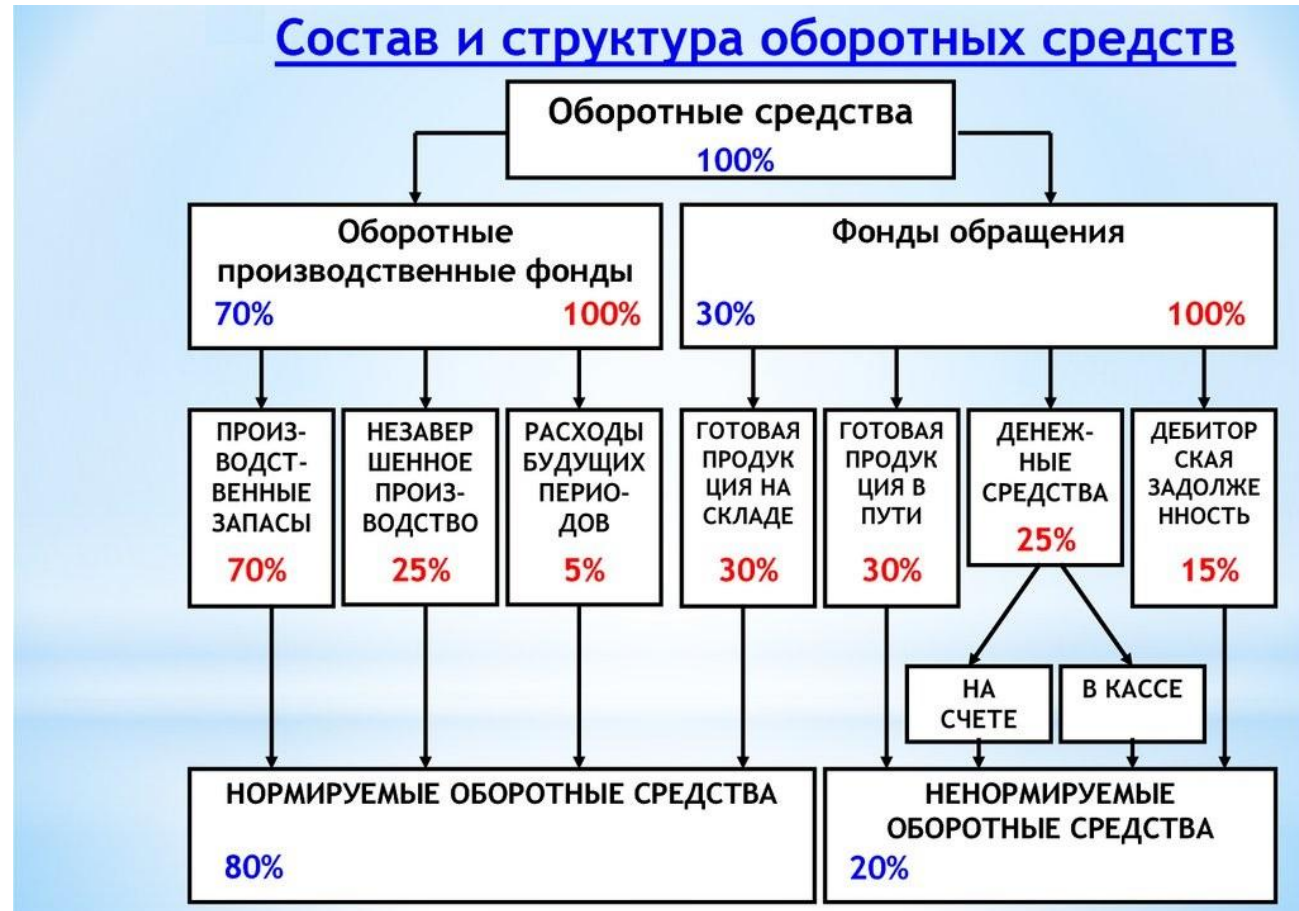 Состав и структура оборотных средств
Оборотные средства
100%
Оборотные
производственные фонды
70% 100%
Фонды обращения
30% 100%
ПРОИЗ-
ВОДСТ-
ВЕННЫЕ
ЗАПАСЫ
70%
НЕЗАВЕР
ШЕННОЕ
ПРОИЗ-
ВОДСТВО
25%
РАСХОДЫ
БУДУЩИХ
ПЕРИО-
ДОВ
5%
ГОТОВАЯ
ПРОДУК
ЦИЯ НА
СКЛАДЕ
30%
ГОТОВАЯ
ПРОДУК
ЦИЯ В
ПУТИ
30%
ДЕНЕЖ-
НЫЕ
СРЕДСТВА
25%
ДЕБИТОР
СКАЯ
ЗАДОЛЖЕ
ННОСТЬ
15%
НА
СЧЕТЕ
В КАССЕ
НОРМИРУЕМЫЕ ОБОРОТНЫЕ СРЕДСТВА
80%
НЕНОРМИРУЕМЫЕ
ОБОРОТНЫЕ СРЕДСТВА
20%